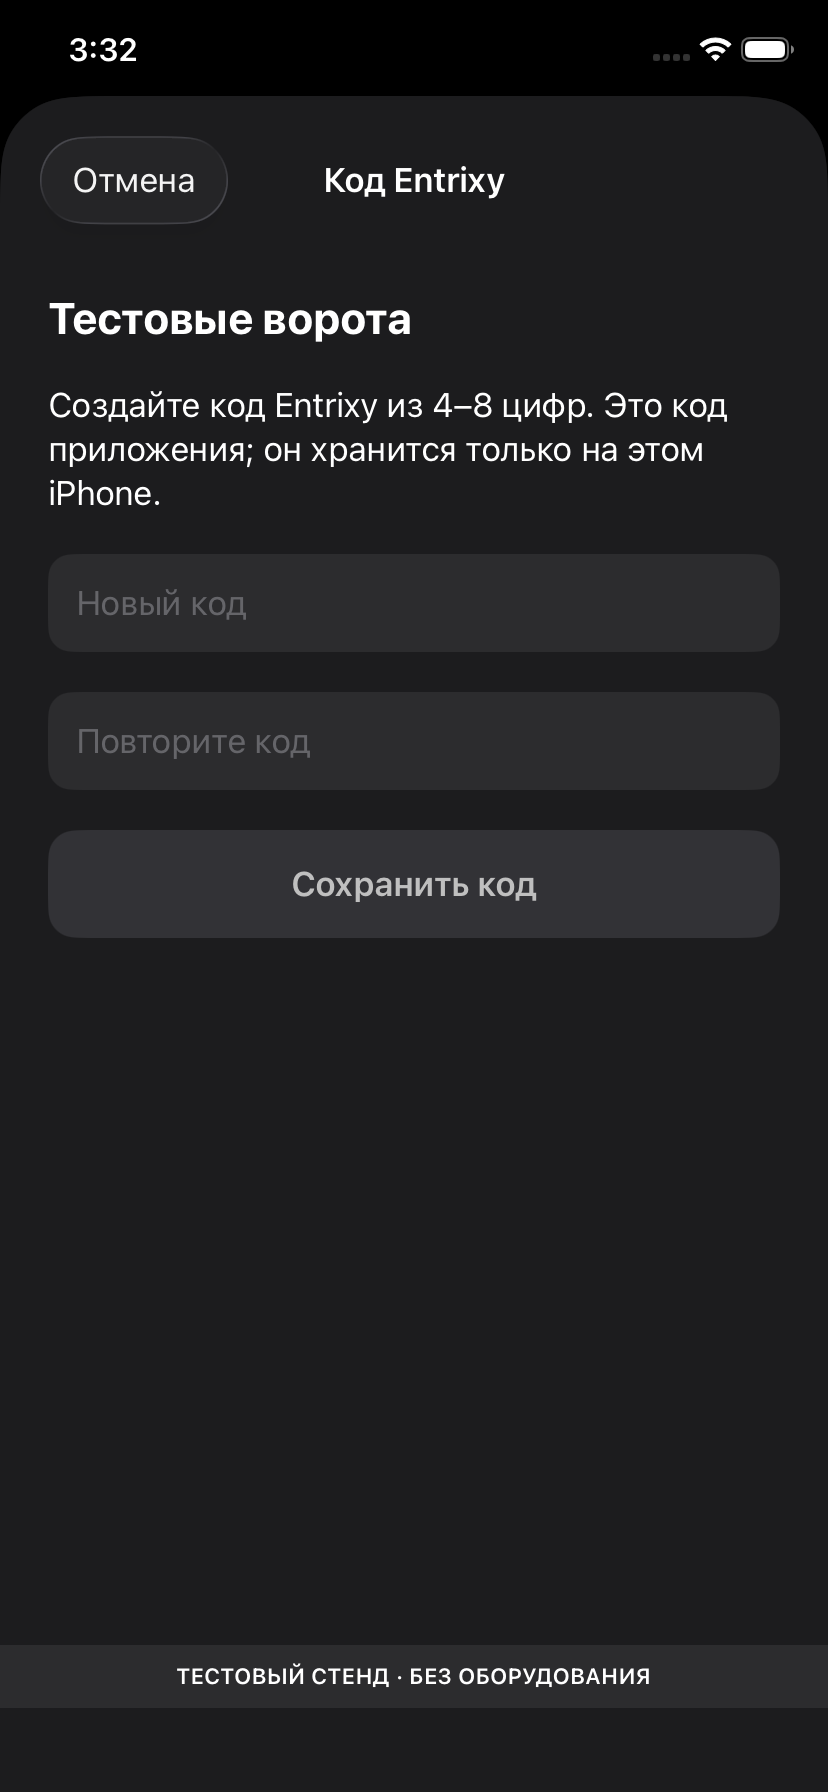 3:32
Отмена
Код Entrixy
Тестовые ворота
Создайте код Entrixy из 4–8 цифр. Это код
приложения; он хранится только на этом
iPhone.
Новый код
Повторите код
Сохранить код
ТЕСТОВЫЙ СТЕНД · БЕЗ ОБОРУДОВАНИЯ